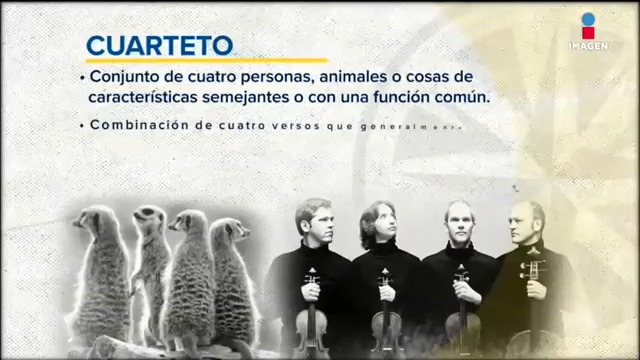 CUARTETO
• Conjunto de cuatro personas, animales o cosas de
características semejantes o con una función común.
• Combinación de cuatro versos que generalmente
IMAGEN